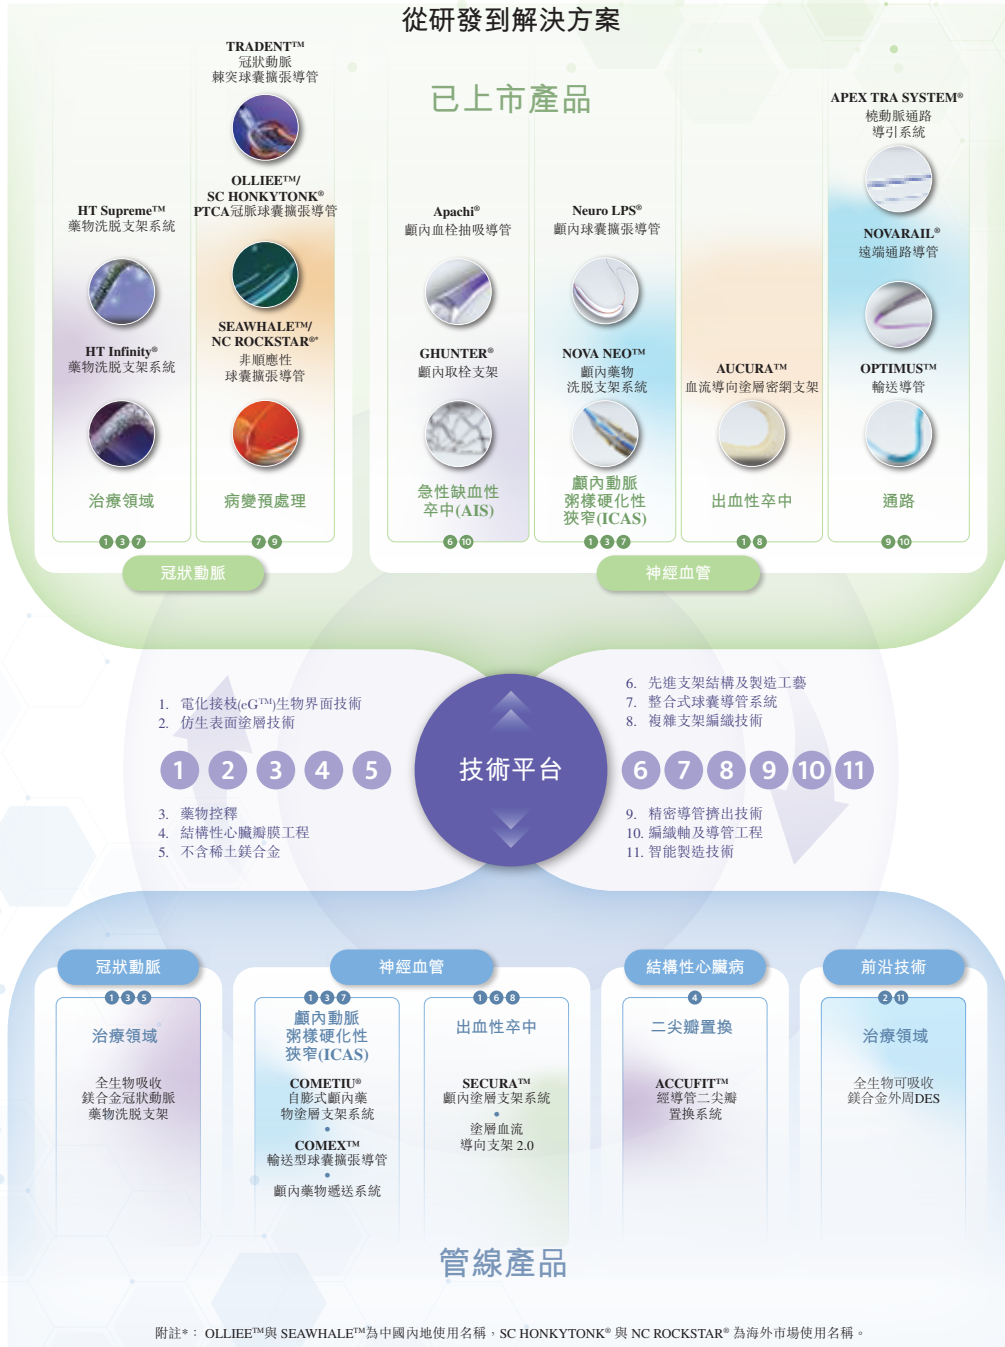 從研發到解決方案
已上市產品
TRADENT™
冠狀動脈
棘突球囊擴張導管
OLLIEE™/
SC HONKYTONK®
PTCA冠脈球囊擴張導管
SEAWHALE™/
NC ROCKSTAR®*
非順應性
球囊擴張導管
病變預處理
7 9
HT Supreme™
藥物洗脫支架系統
HT Infinity®
藥物洗脫支架系統
治療領域
1 3 7
冠狀動脈
Apachi®
顱內血栓抽吸導管
GHUNTER®
顱內取栓支架
急性缺血性
卒中(AIS)
6 10
Neuro LPS®
顱內球囊擴張導管
NOVA NEO™
顱內藥物
洗脫支架系統
顱內動脈
粥樣硬化性
狹窄(ICAS)
1 3 7
AUCURA™
血流導向塗層密網支架
出血性卒中
1 8
APEX TRA SYSTEM®
橈動脈通路
導引系統
NOVARAIL®
遠端通路導管
OPTIMUS™
輸送導管
通路
9 10
神經血管
1. 電化接枝(eG™)生物界面技術
2. 仿生表面塗層技術
1 2 3 4 5
3. 藥物控釋
4. 結構性心臟瓣膜工程
5. 不含稀土鎂合金
技術平台
6. 先進支架結構及製造工藝
7. 整合式球囊導管系統
8. 複雜支架編織技術
6 7 8 9 10 11
9. 精密導管擠出技術
10. 編織軸及導管工程
11. 智能製造技術
冠狀動脈
1 3 5
治療領域
全生物吸收
鎂合金冠狀動脈
藥物洗脫支架
神經血管
1 3 7
顱內動脈
粥樣硬化性
狹窄(ICAS)
COMETIU®
自膨式顱內藥
物塗層支架系統
•
COMEX™
輸送型球囊擴張導管
•
顱內藥物遞送系統
1 6 8
出血性卒中
SECURA™
顱內塗層支架系統
•
塗層血流
導向支架 2.0
結構性心臟病
4
二尖瓣置換
ACCUFIT™
經導管二尖瓣
置換系統
前沿技術
2 11
治療領域
全生物可吸收
鎂合金外周DES
管線產品
附註*： OLLIEE™與 SEAWHALE™為中國內地使用名稱，SC HONKYTONK® 與 NC ROCKSTAR® 為海外市場使用名稱。